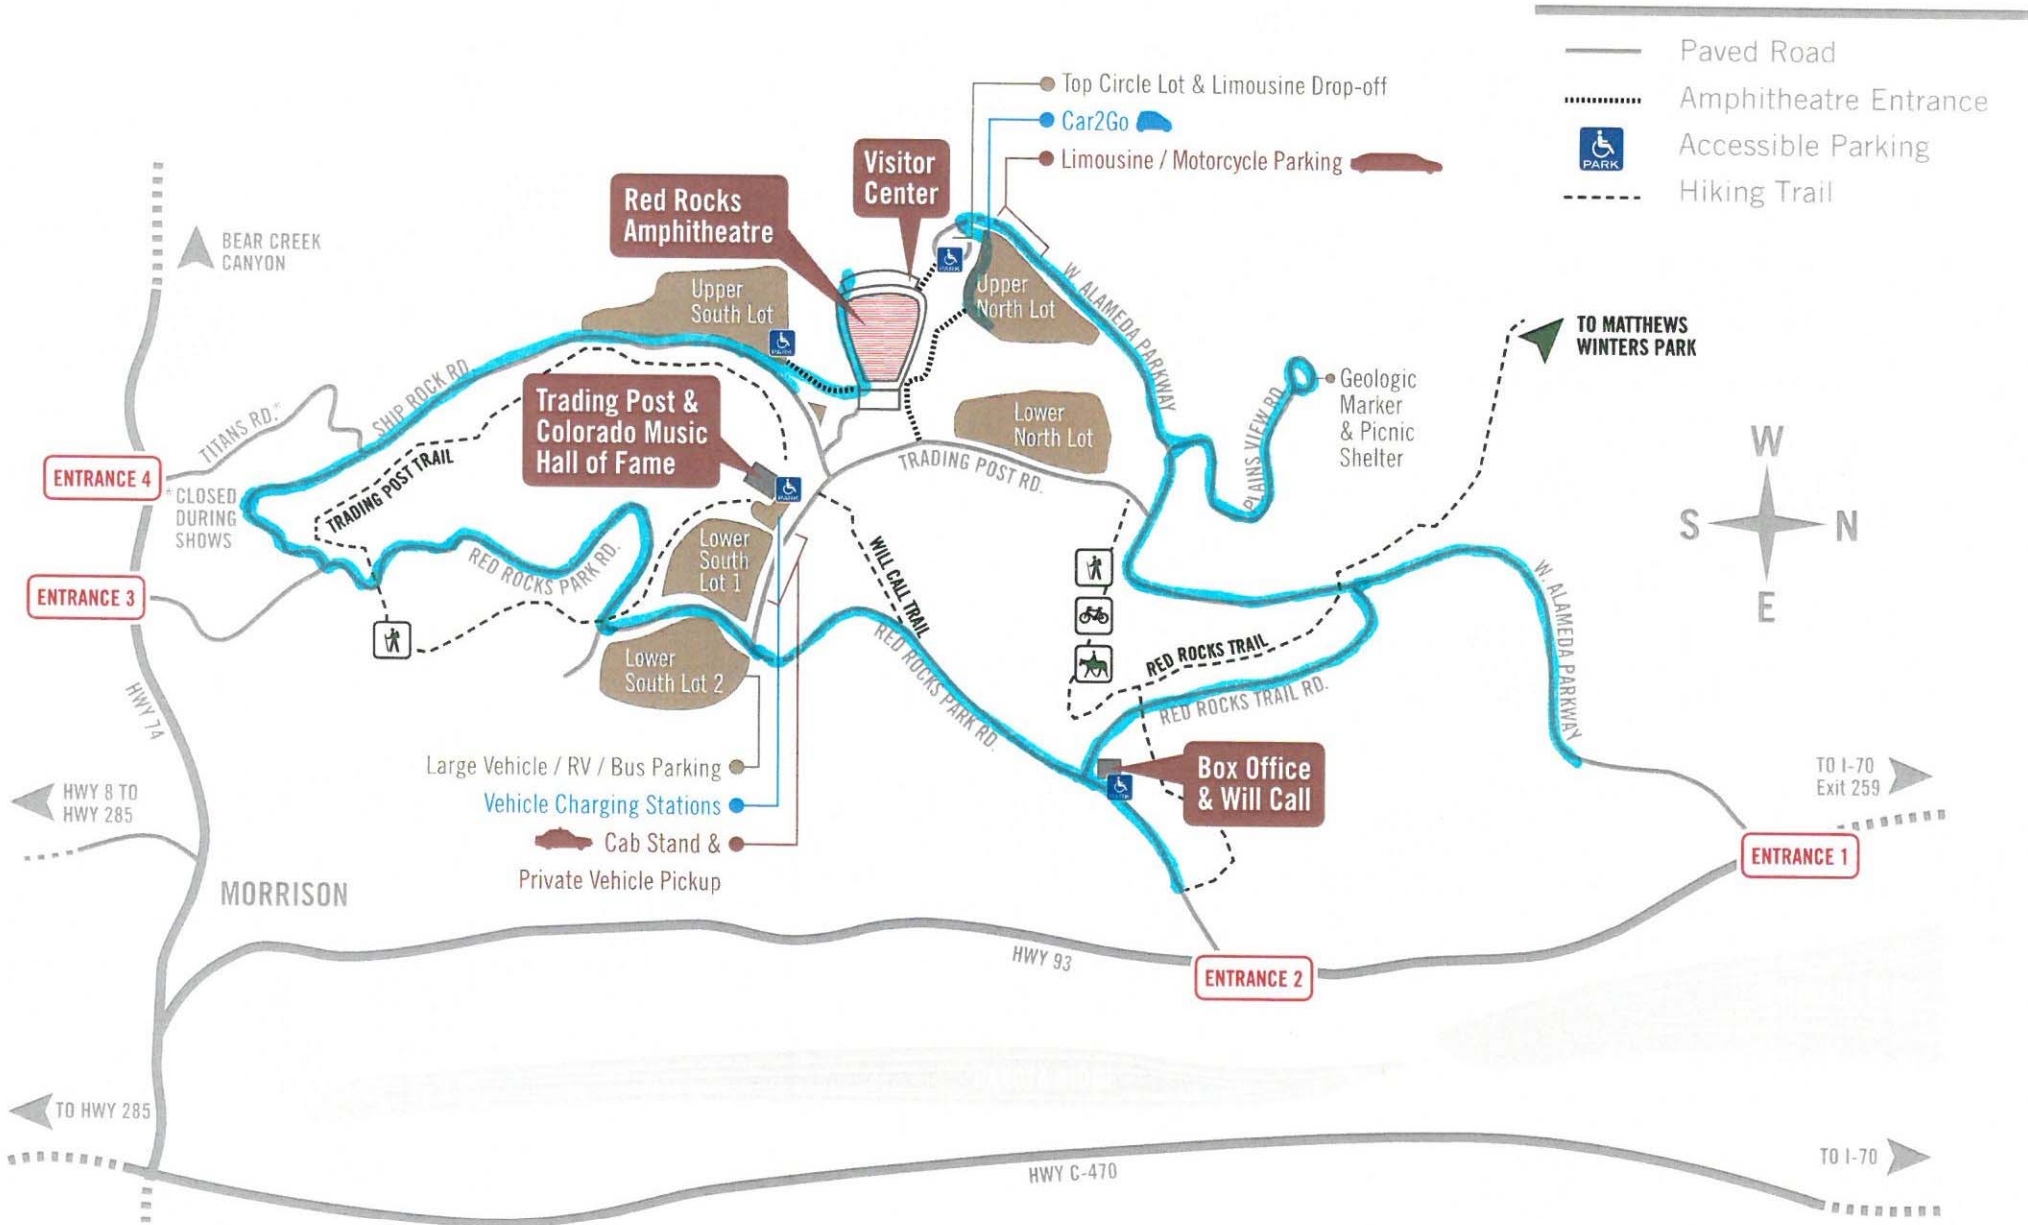 Paved Road
Amphitheatre Entrance
PARK
Accessible Parking
Hiking Trail
Top Circle Lot & Limousine Drop-off
Car2Go
Limousine / Motorcycle Parking
Visitor
Center
Red Rocks
Amphitheatre
BEAR CREEK
CANYON
PARK
Upper
South Lot
Upper
North Lot
W. ALAMEDA PARKWAY
TO MATTHEWS
WINTERS PARK
PARK
Geologic
Marker
& Picnic
Shelter
PLAINS VIEW RD.
SHIP ROCK RD.
TITANS RD.*
Trading Post &
Colorado Music
Hall of Fame
Lower
North Lot
TRADING POST RD.
TRADING POST TRAIL
ENTRANCE 4
*CLOSED
DURING
SHOWS
PARK
W
S
N
E
Lower
South
Lot 1
WILL CALL TRAIL
RED ROCKS PARK RD.
ENTRANCE 3
W. ALAMEDA PARKWAY
RED ROCKS TRAIL
RED ROCKS TRAIL RD.
Lower
South Lot 2
RED ROCKS PARK RD.
HWY 74
Large Vehicle / RV / Bus Parking
Vehicle Charging Stations
Cab Stand &
Private Vehicle Pickup
Box Office
& Will Call
HWY 8 TO
HWY 285
TO I-70
Exit 259
ENTRANCE 1
MORRISON
HWY 93
ENTRANCE 2
TO HWY 285
HWY C-470
TO I-70